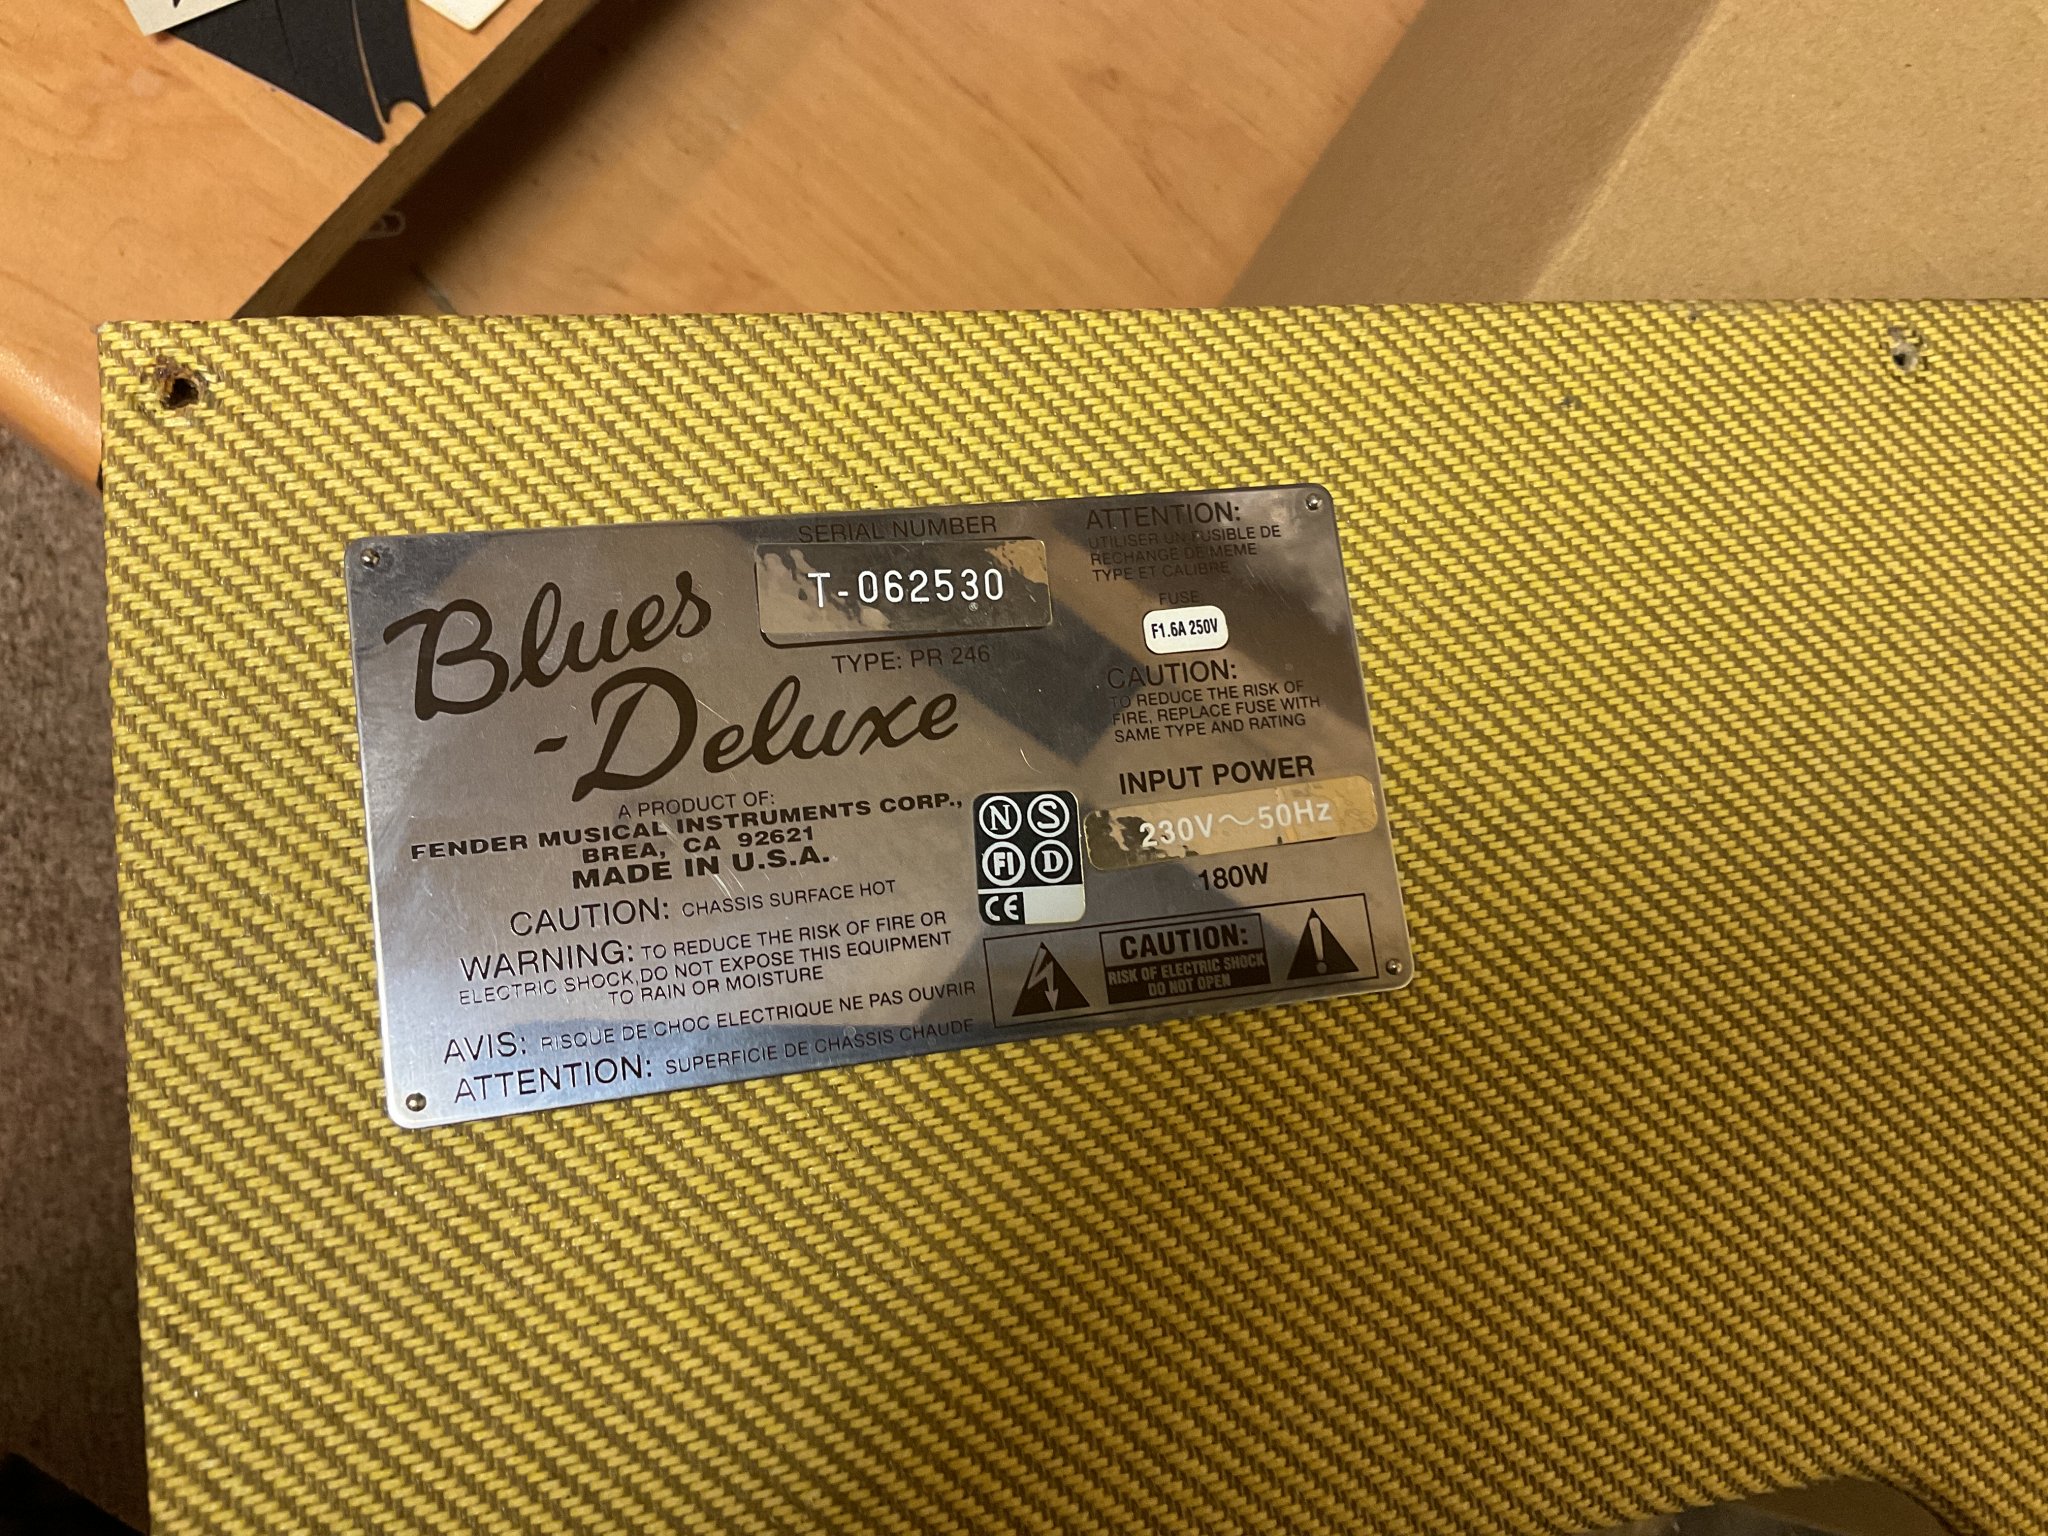 Blues
-Deluxe
SERIAL NUMBER
T-062530
TYPE: PR 246
A PRODUCT OF:
FENDER MUSICAL INSTRUMENTS CORP.,
BREA, CA 92621
MADE IN U.S.A.
CAUTION: CHASSIS SURFACE HOT
WARNING: TO REDUCE THE RISK OF FIRE OR
ELECTRIC SHOCK, DO NOT EXPOSE THIS EQUIPMENT
TO RAIN OR MOISTURE
AVIS: RISQUE DE CHOC ELECTRIQUE NE PAS OUVRIR
ATTENTION: SUPERFICIE DE CHASSIS CHAUDE
ATTENTION:
UTILISER UN FUSIBLE DE
RECHANGE DE MEME
TYPE ET CALIBRE
FUSE
F1.6A 250V
CAUTION:
TO REDUCE THE RISK OF
FIRE, REPLACE FUSE WITH
SAME TYPE AND RATING
INPUT POWER
230V~50Hz
180W
N S
FI D
CE
CAUTION:
RISK OF ELECTRIC SHOCK
DO NOT OPEN